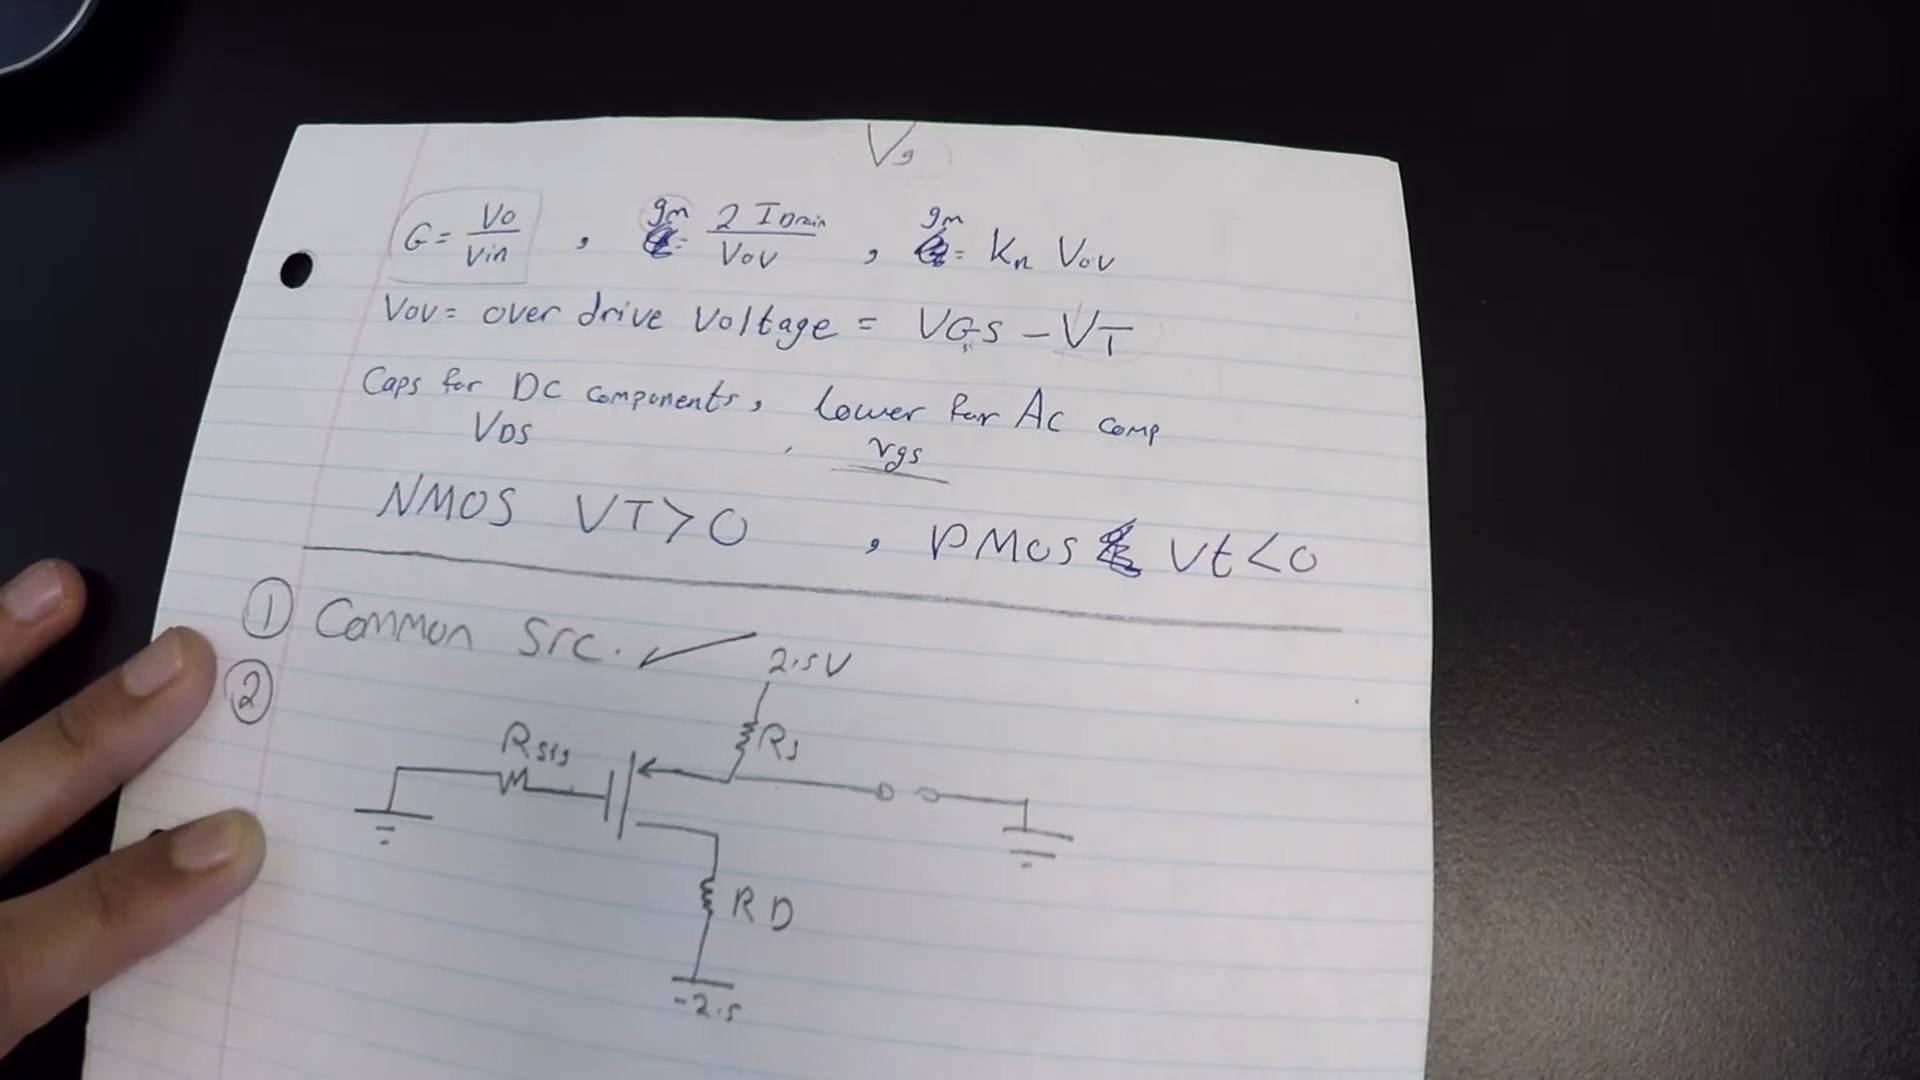 Vg
G = Vo/Vin , gm = 2 IDrain/Vov , gm = Kn Vov
Vov = over drive Voltage = VGS - VT
Caps for DC components, lower for AC comp
VDS vgs
NMOS VT>0 , PMOS Vt<0
① Common Src.
②
2.5V
Rsig
Rs
RD
-2.5